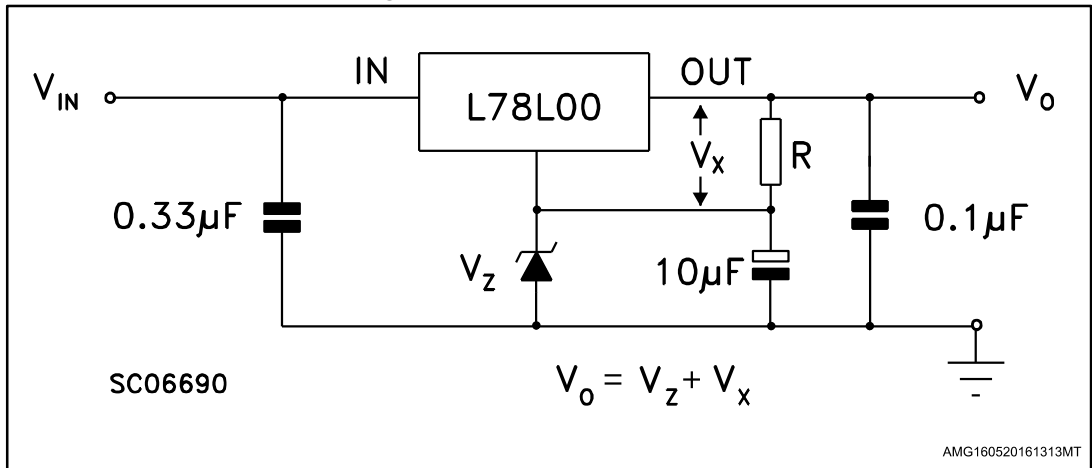 V_IN
IN
L78L00
OUT
V_O
V_X
R
0.33µF
V_Z
10µF
0.1µF
SC06690
V_O = V_Z + V_X
AMG160520161313MT